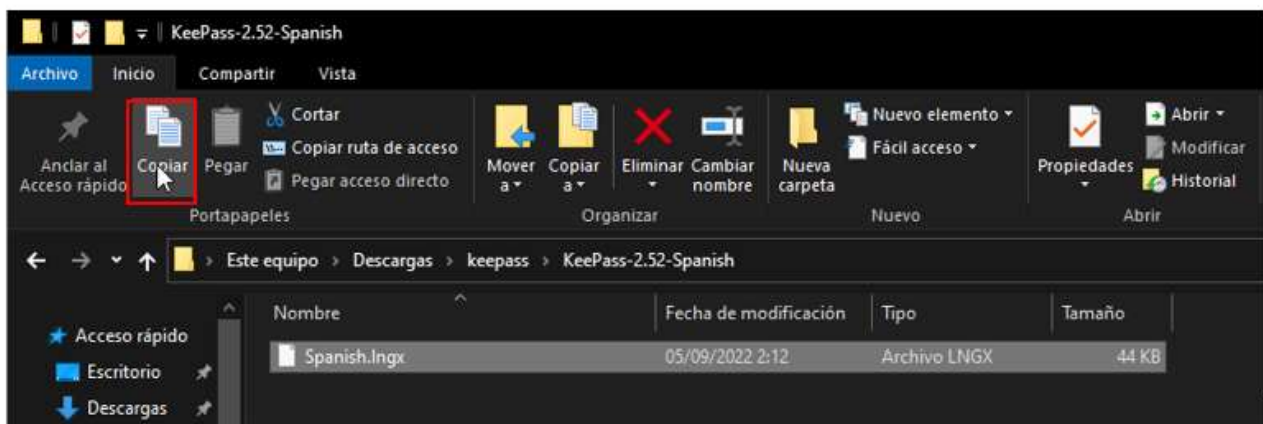 KeePass-2.52-Spanish
Archivo Inicio Compartir Vista
Anclar al
Acceso rápido
Copiar
Pegar
Cortar
Copiar ruta de acceso
Pegar acceso directo
Portapapeles
Mover
a
Copiar
a
Eliminar
Cambiar
nombre
Organizar
Nueva
carpeta
Nuevo elemento
Fácil acceso
Nuevo
Propiedades
Abrir
Modificar
Historial
Abrir
Este equipo > Descargas > keepass > KeePass-2.52-Spanish
Nombre Fecha de modificación Tipo Tamaño
Spanish.lngx 05/09/2022 2:12 Archivo LNGX 44 KB
Acceso rápido
Escritorio
Descargas